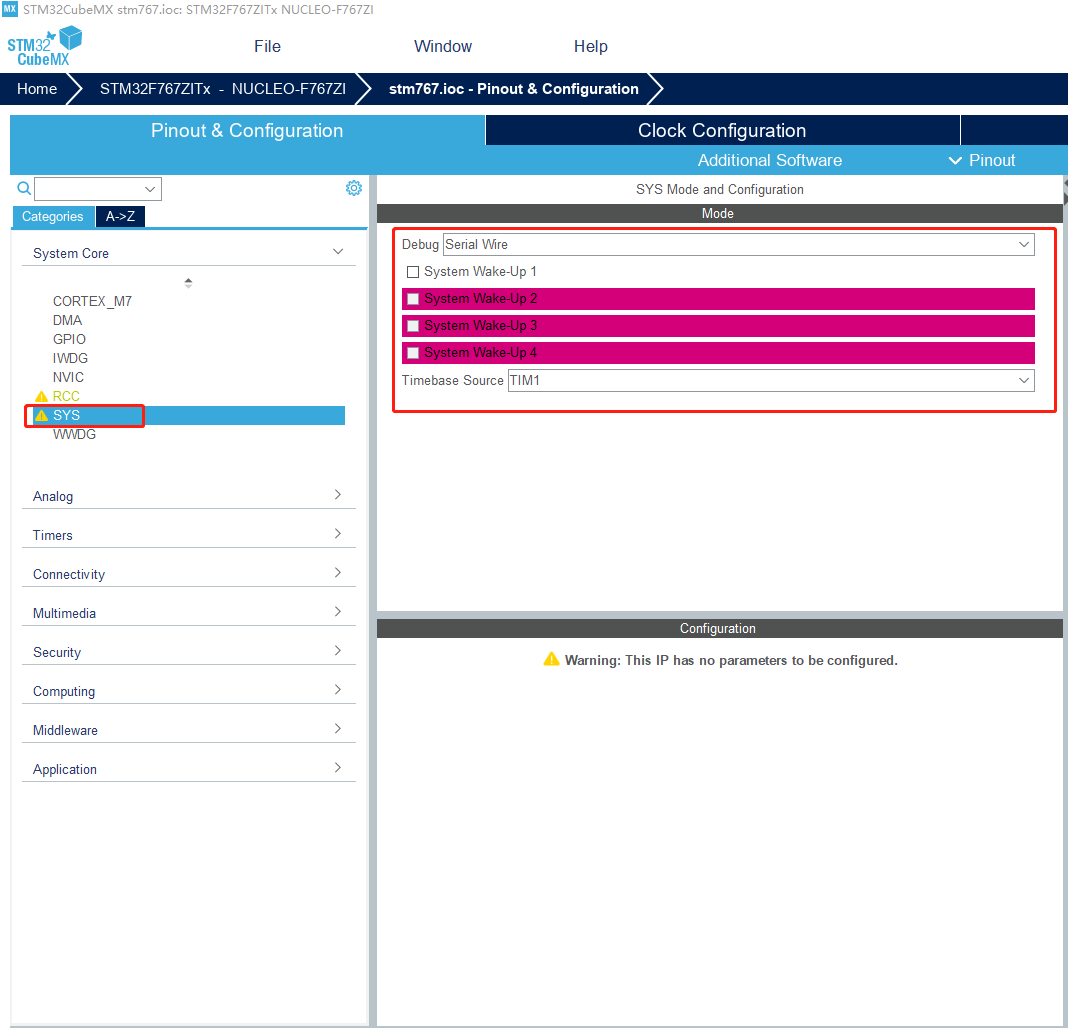 MX STM32CubeMX stm767.ioc: STM32F767ZITx NUCLEO-F767ZI
STM32
CubeMX
File Window Help
Home STM32F767ZITx - NUCLEO-F767ZI stm767.ioc - Pinout & Configuration
Pinout & Configuration Clock Configuration
Additional Software Pinout
SYS Mode and Configuration
Categories A->Z
Mode
System Core
CORTEX_M7
DMA
GPIO
IWDG
NVIC
RCC
SYS
WWDG
Analog
Timers
Connectivity
Multimedia
Security
Computing
Middleware
Application
Debug Serial Wire
System Wake-Up 1
System Wake-Up 2
System Wake-Up 3
System Wake-Up 4
Timebase Source TIM1
Configuration
Warning: This IP has no parameters to be configured.